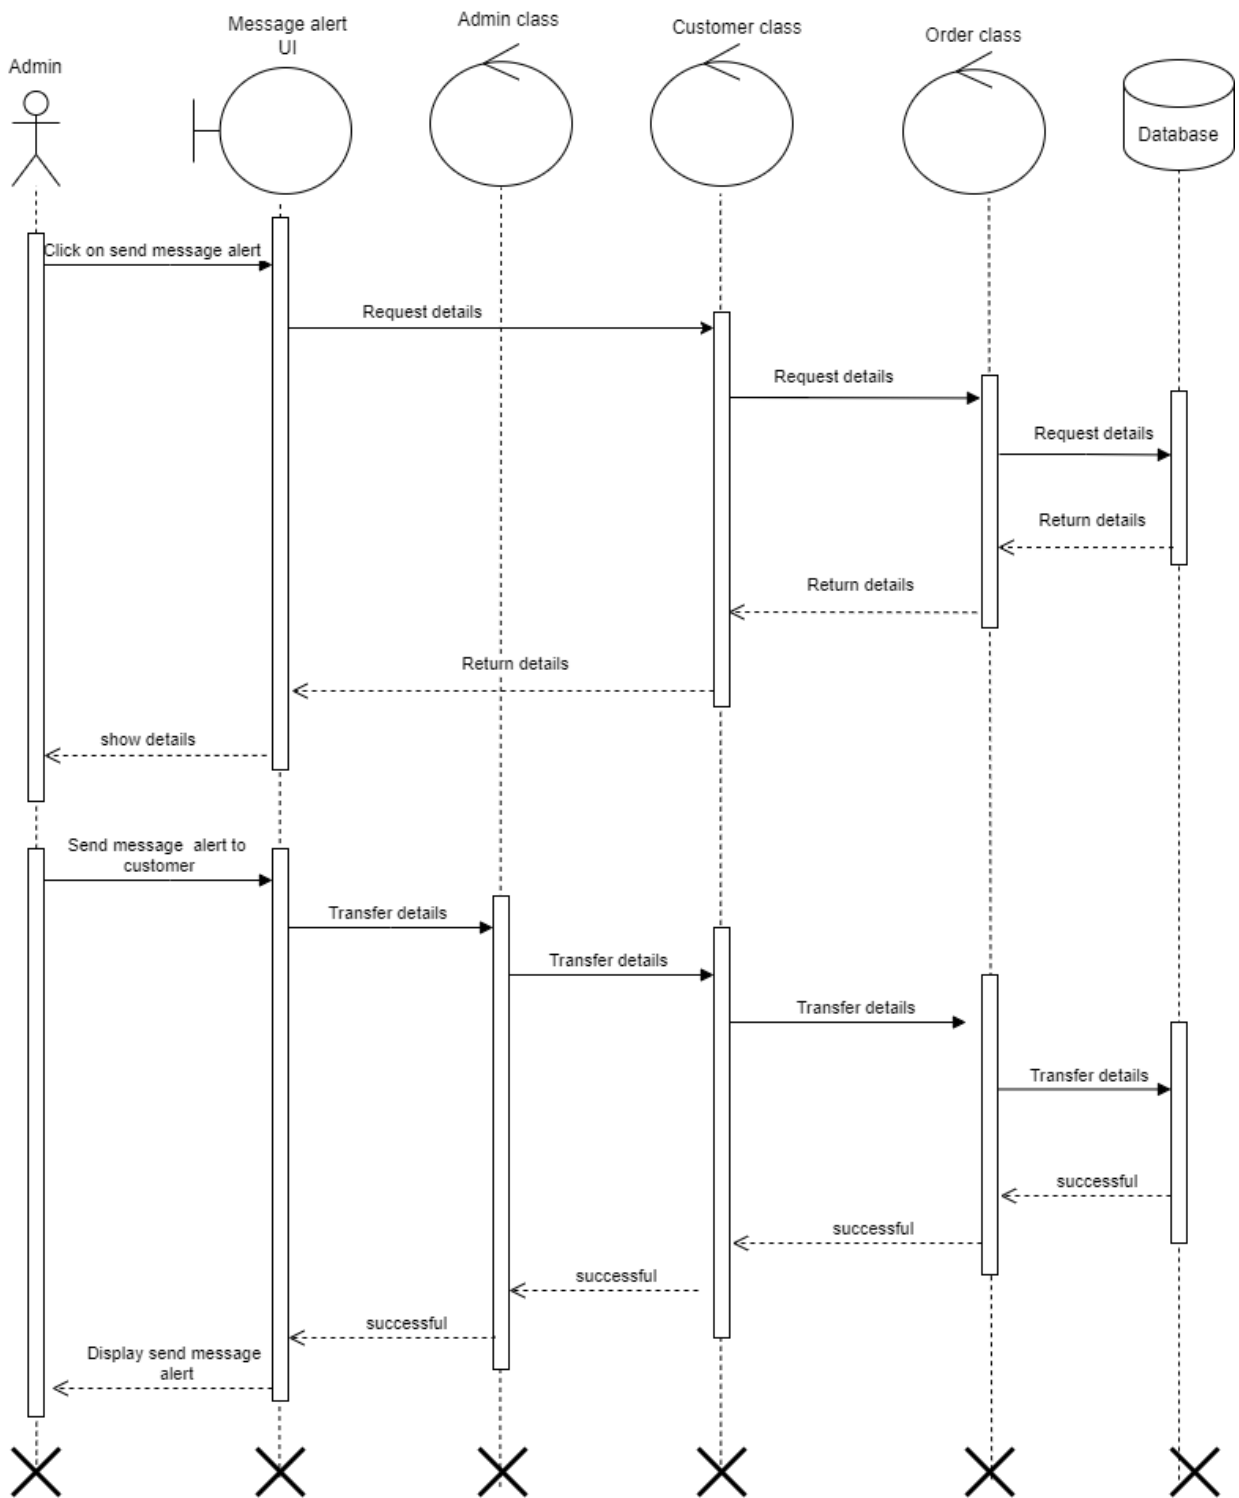 Admin
Message alert
UI
Admin class
Customer class
Order class
Database
Click on send message alert
Request details
Request details
Request details
Return details
Return details
Return details
show details
Send message  alert to
customer
Transfer details
Transfer details
Transfer details
Transfer details
successful
successful
successful
successful
Display send message
alert